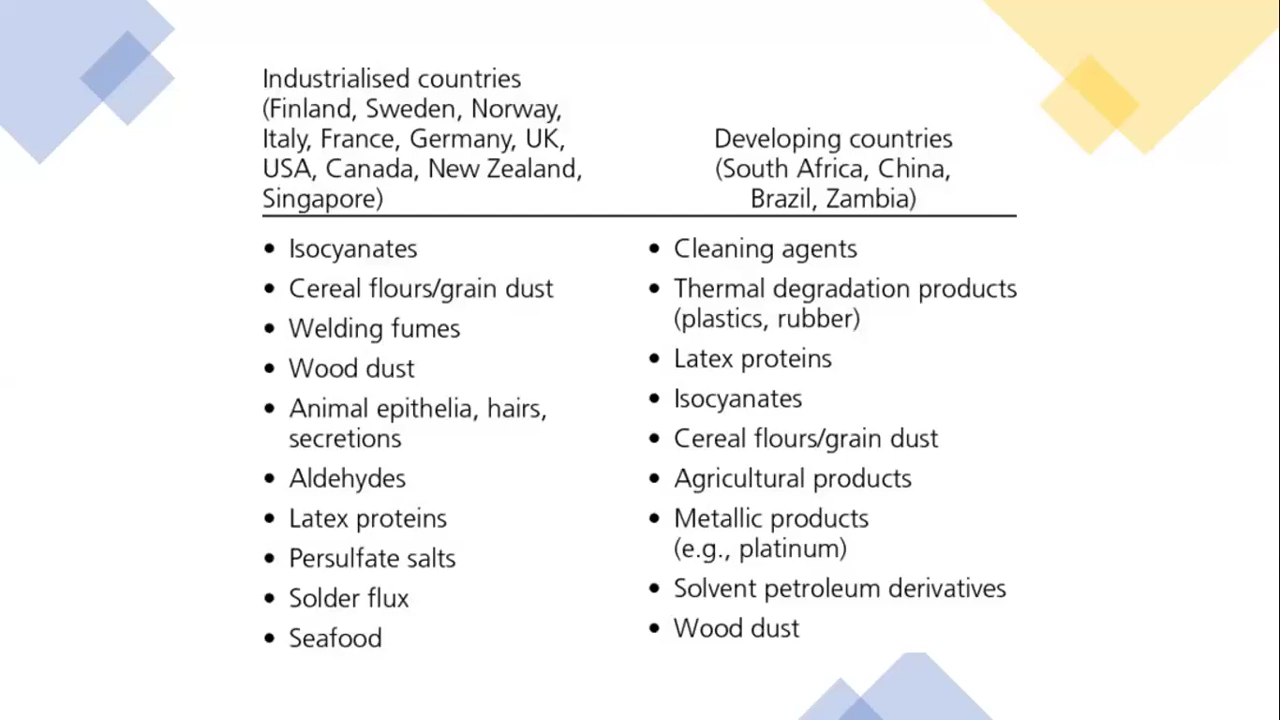 Industrialised countries
(Finland, Sweden, Norway,
Italy, France, Germany, UK,
USA, Canada, New Zealand,
Singapore)
• Isocyanates
• Cereal flours/grain dust
• Welding fumes
• Wood dust
• Animal epithelia, hairs,
secretions
• Aldehydes
• Latex proteins
• Persulfate salts
• Solder flux
• Seafood
Developing countries
(South Africa, China,
Brazil, Zambia)
• Cleaning agents
• Thermal degradation products
(plastics, rubber)
• Latex proteins
• Isocyanates
• Cereal flours/grain dust
• Agricultural products
• Metallic products
(e.g., platinum)
• Solvent petroleum derivatives
• Wood dust